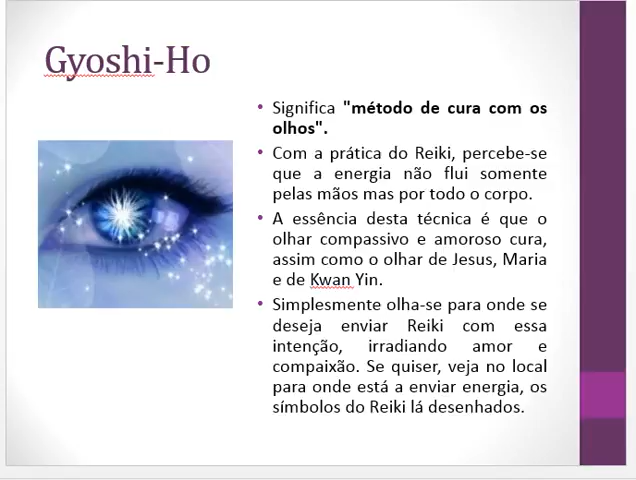 Gyoshi-Ho
• Significa "método de cura com os
olhos".
• Com a prática do Reiki, percebe-se
que a energia não flui somente
pelas mãos mas por todo o corpo.
• A essência desta técnica é que o
olhar compassivo e amoroso cura,
assim como o olhar de Jesus, Maria
e de Kwan Yin.
• Simplesmente olha-se para onde se
deseja enviar Reiki com essa
intenção, irradiando amor e
compaixão. Se quiser, veja no local
para onde está a enviar energia, os
símbolos do Reiki lá desenhados.